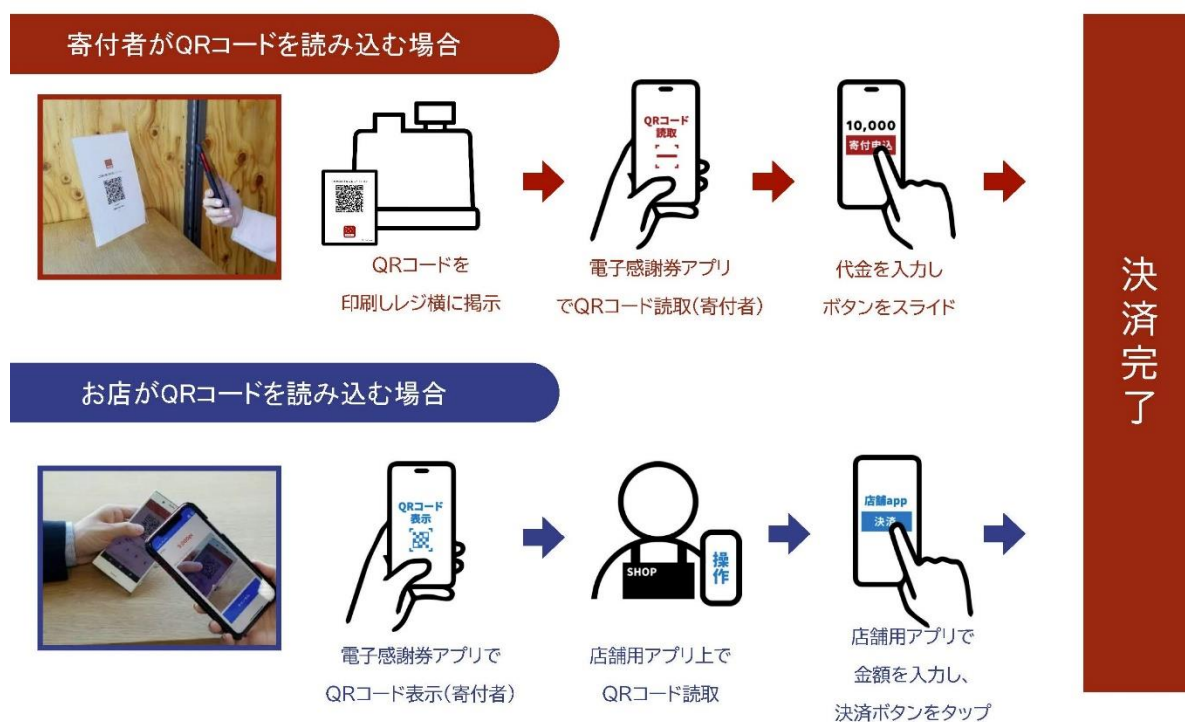 寄付者がQRコードを読み込む場合
QRコード
読取
10,000
寄付申込
QRコードを
印刷しレジ横に掲示
電子感謝券アプリ
でQRコード読取(寄付者)
代金を入力し
ボタンをスライド
決済完了
お店がQRコードを読み込む場合
QRコード
表示
SHOP
操作
店舗app
決済
電子感謝券アプリで
QRコード表示(寄付者)
店舗用アプリ上で
QRコード読取
店舗用アプリで
金額を入力し、
決済ボタンをタップ